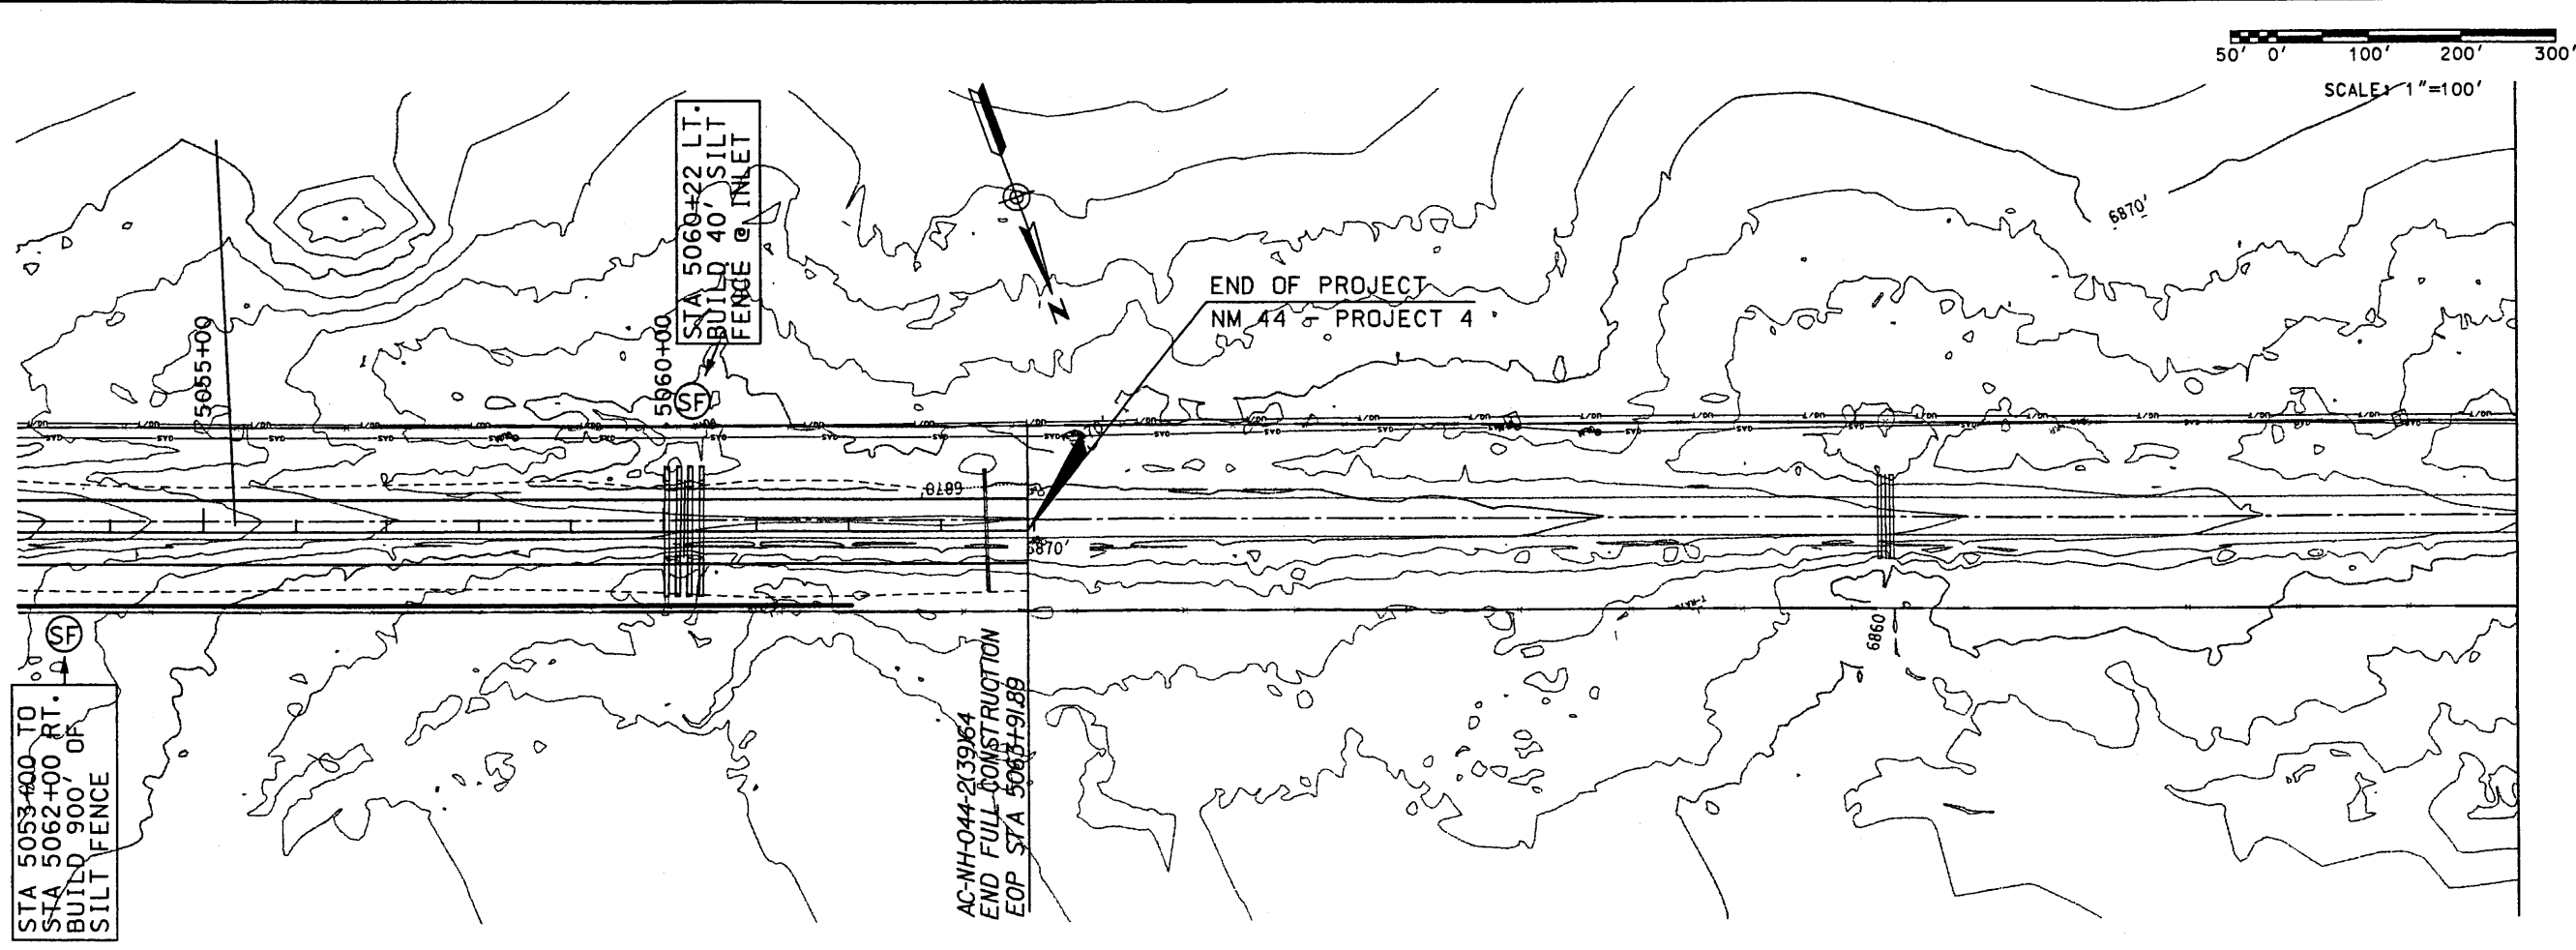 50' 0' 100' 200' 300'
SCALE: 1"=100'
STA 5060+22 LT.
BUILD 40' SILT
FENCE @ INLET
6870'
N
END OF PROJECT
NM 44 - PROJECT 4
5055+00
5060+00
SF
6870'
6870'
SF
6860
STA 5053+00 TO
STA 5062+00 RT.
BUILD 900' OF
SILT FENCE
AC-NH-044-2(39)64
END FULL CONSTRUCTION
EOP STA 5063+91.89